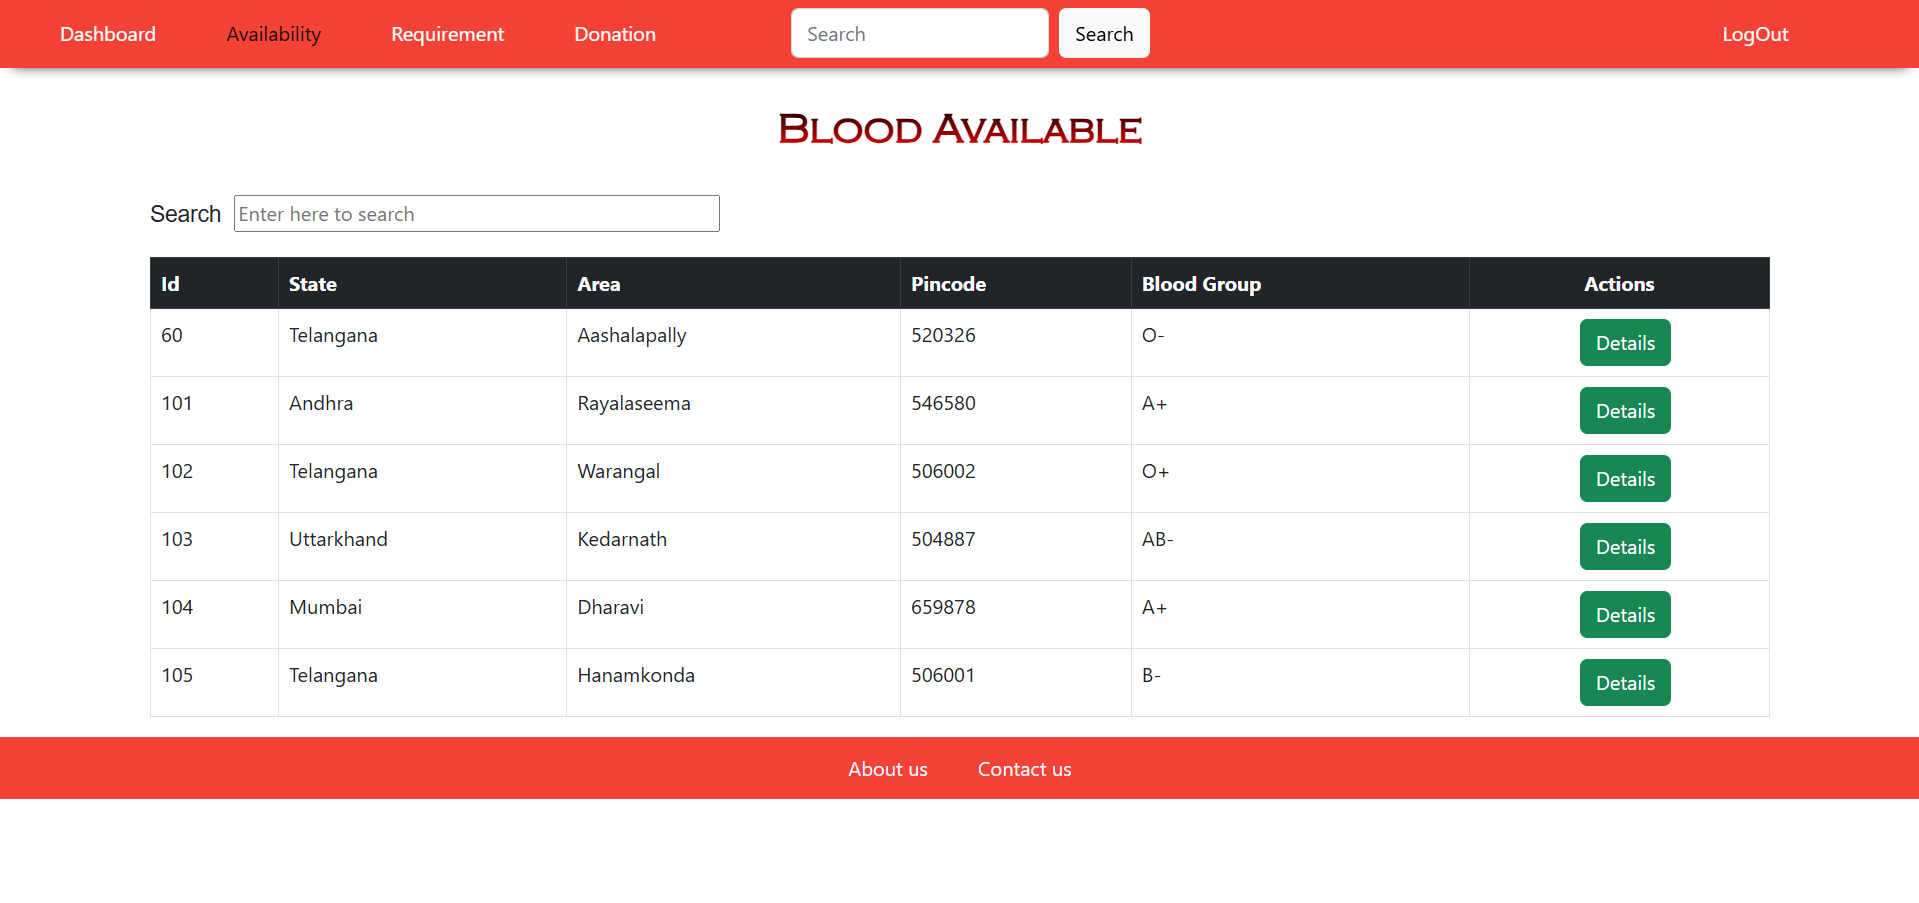 Dashboard Availability Requirement Donation Search Search LogOut
Blood Available
Search Enter here to search
Id State Area Pincode Blood Group Actions
60 Telangana Aashalapally 520326 O- Details
101 Andhra Rayalaseema 546580 A+ Details
102 Telangana Warangal 506002 O+ Details
103 Uttarkhand Kedarnath 504887 AB- Details
104 Mumbai Dharavi 659878 A+ Details
105 Telangana Hanamkonda 506001 B- Details
About us Contact us